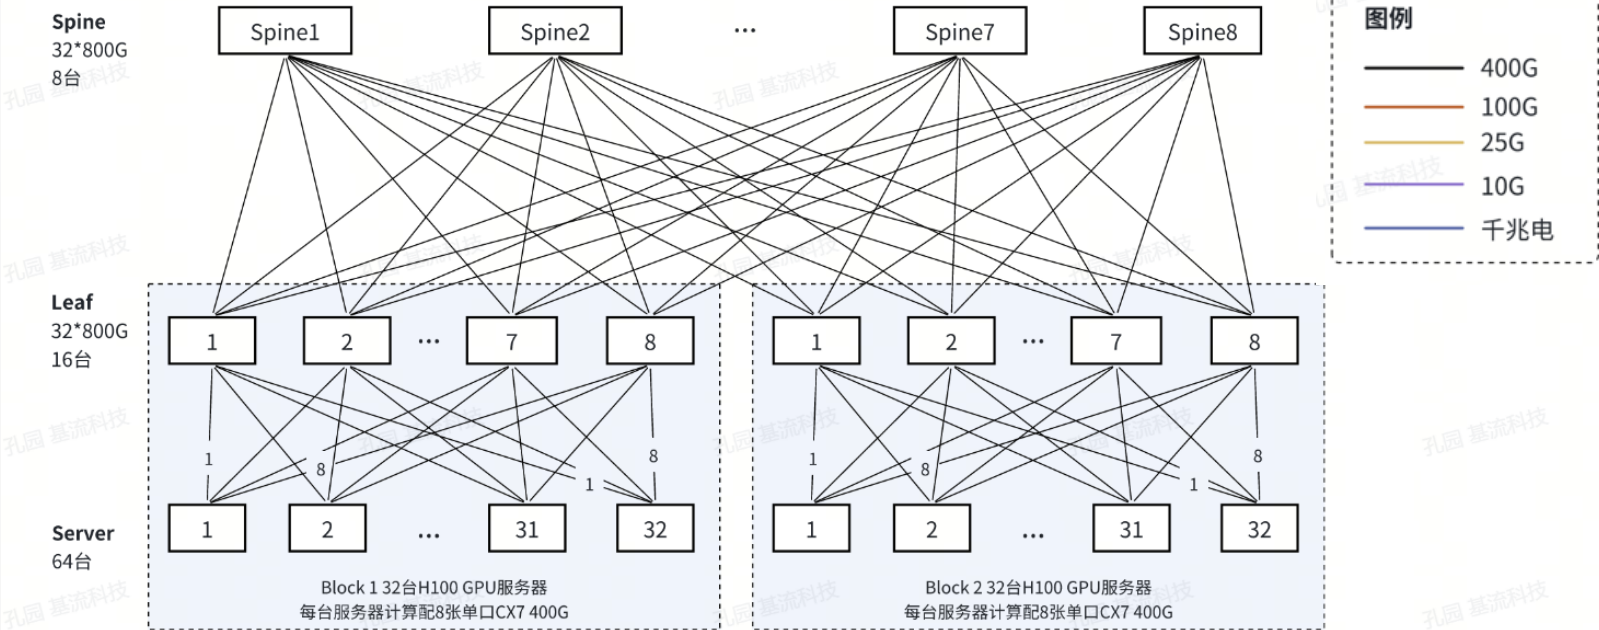 Spine
32*800G
8台
Spine1
Spine2
...
Spine7
Spine8
图例
400G
100G
25G
10G
千兆电
Leaf
32*800G
16台
1
2
...
7
8
1
2
...
7
8
1
8
1
8
1
8
1
8
Server
64台
1
2
...
31
32
1
2
...
31
32
Block 1 32台H100 GPU服务器
每台服务器计算配8张单口CX7 400G
Block 2 32台H100 GPU服务器
每台服务器计算配8张单口CX7 400G
孔园 基流科技